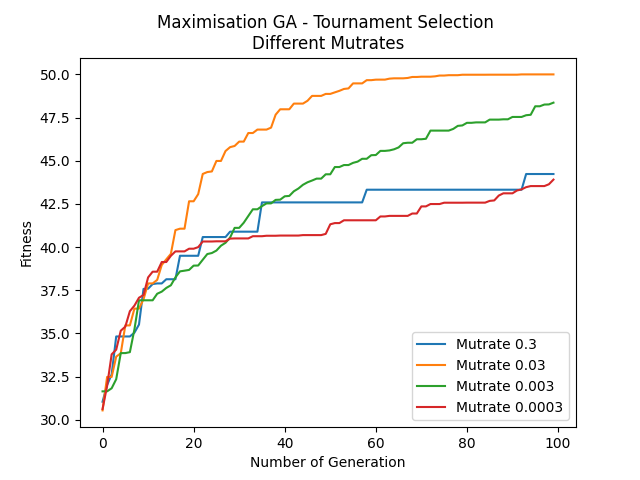 Maximisation GA - Tournament Selection
Different Mutrates
50.0
47.5
45.0
42.5
40.0
37.5
35.0
32.5
30.0
Fitness
Mutrate 0.3
Mutrate 0.03
Mutrate 0.003
Mutrate 0.0003
0 20 40 60 80 100
Number of Generation